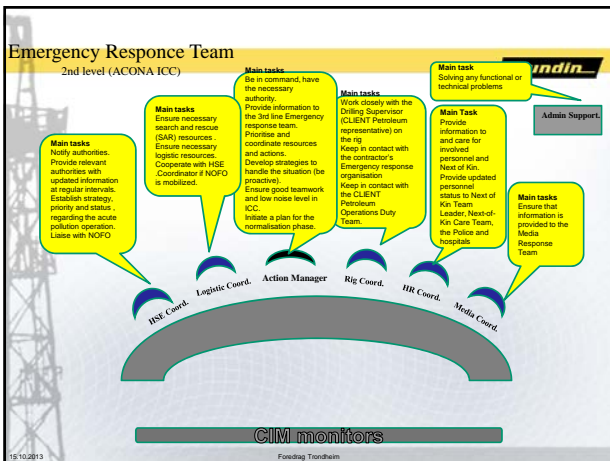 Emergency Responce Team
2nd level (ACONA ICC)
Main tasks
Notify authorities.
Provide relevant
authorities with
updated information
at regular intervals.
Establish strategy,
priority and status ,
regarding the acute
pollution operation.
Liaise with NOFO
Main tasks
Ensure necessary
search and rescue
(SAR) resources .
Ensure necessary
logistic resources.
Cooperate with HSE
.Coordinator if NOFO
is mobilized.
Main tasks
Be in command, have
the necessary
authority.
Provide information to
the 3rd line Emergency
response team.
Prioritise and
coordinate resources
and actions.
Develop strategies to
handle the situation (be
proactive).
Ensure good teamwork
and low noise level in
ICC.
Initiate a plan for the
normalisation phase.
Main tasks
Work closely with the
Drilling Supervisor
(CLIENT Petroleum
representative) on the
rig
Keep in contact with
the contractor's
Emergency response
organisation
Keep in contact with
the CLIENT
Petroleum
Operations Duty
Team.
Main Task
Provide
information to
and care for
involved
personnel and
Next of Kin.
Provide updated
personnel
status to Next of
Kin Team
Leader, Next-of-
Kin Care Team,
the Police and
hospitals
Main task
Solving any functional or
technical problems
undin
Admin Support.
Main tasks
Ensure that
information is
provided to the
Media
Response
Team
HSE Coord.
Logistic Coord.
Action Manager
Rig Coord.
HR Coord.
Media Coord.
CIM monitors
15.10.2013
Foredrag Trondheim